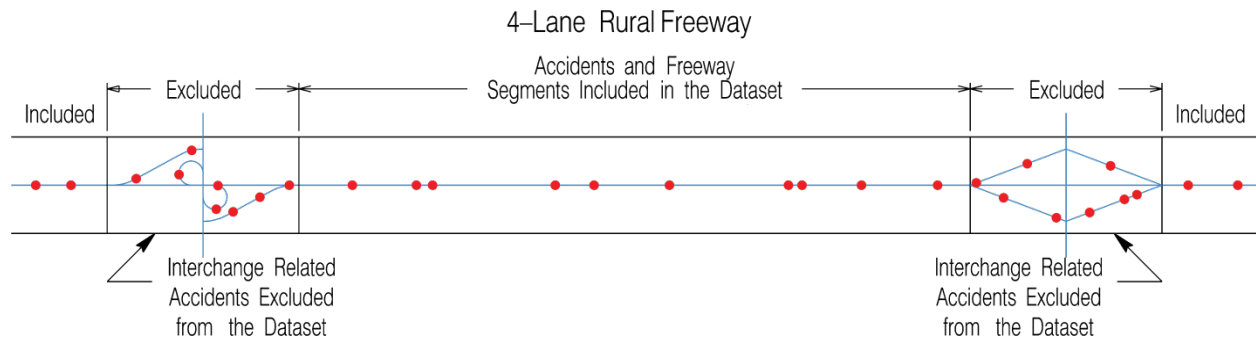 4–Lane Rural Freeway
Accidents and Freeway
Segments Included in the Dataset
Included
Excluded
Excluded
Included
Interchange Related
Accidents Excluded
from the Dataset
Interchange Related
Accidents Excluded
from the Dataset